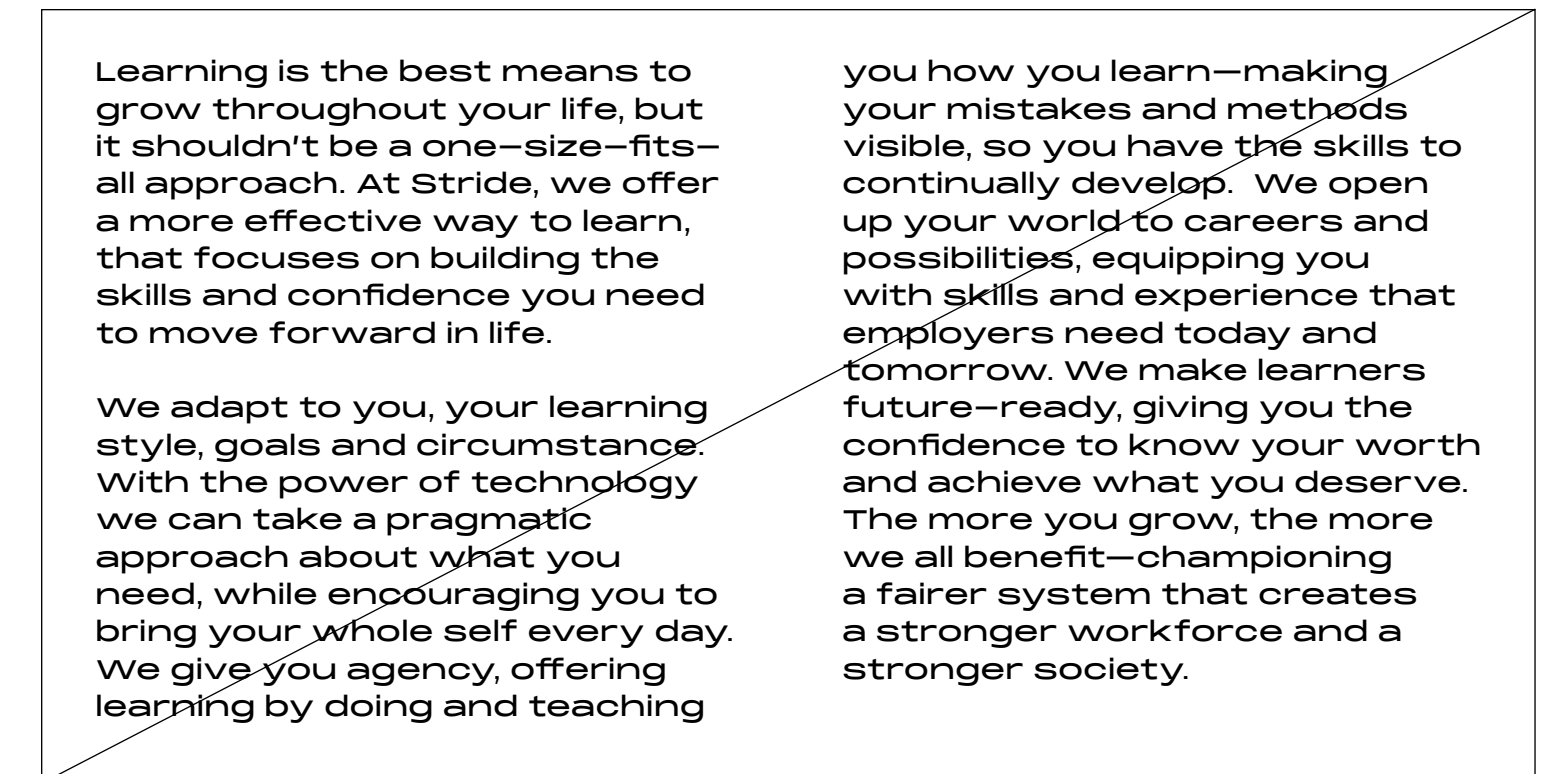 Learning is the best means to
grow throughout your life, but
it shouldn't be a one–size–fits–
all approach. At Stride, we offer
a more effective way to learn,
that focuses on building the
skills and confidence you need
to move forward in life.
We adapt to you, your learning
style, goals and circumstance.
With the power of technology
we can take a pragmatic
approach about what you
need, while encouraging you to
bring your whole self every day.
We give you agency, offering
learning by doing and teaching
you how you learn—making
your mistakes and methods
visible, so you have the skills to
continually develop.  We open
up your world to careers and
possibilities, equipping you
with skills and experience that
employers need today and
tomorrow. We make learners
future–ready, giving you the
confidence to know your worth
and achieve what you deserve.
The more you grow, the more
we all benefit—championing
a fairer system that creates
a stronger workforce and a
stronger society.